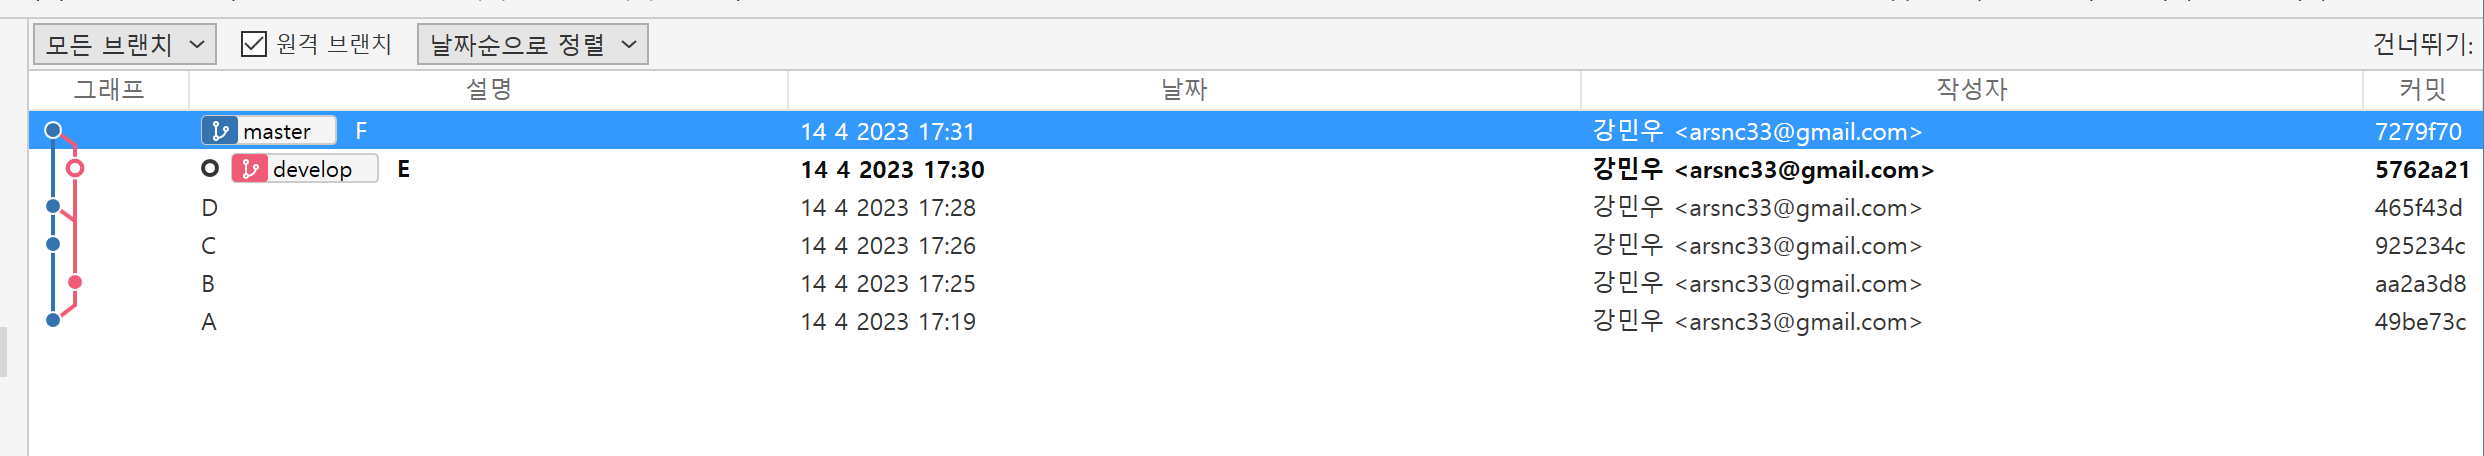 모든 브랜치 원격 브랜치 날짜순으로 정렬 건너뛰기:
그래프 설명 날짜 작성자 커밋
master F 14 4 2023 17:31 강민우 <arsnc33@gmail.com> 7279f70
develop E 14 4 2023 17:30 강민우 <arsnc33@gmail.com> 5762a21
D 14 4 2023 17:28 강민우 <arsnc33@gmail.com> 465f43d
C 14 4 2023 17:26 강민우 <arsnc33@gmail.com> 925234c
B 14 4 2023 17:25 강민우 <arsnc33@gmail.com> aa2a3d8
A 14 4 2023 17:19 강민우 <arsnc33@gmail.com> 49be73c